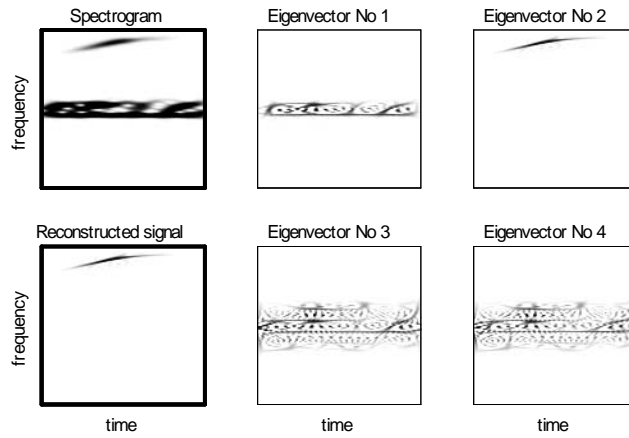 Spectrogram
Eigenvector No 1
Eigenvector No 2
frequency
Reconstructed signal
Eigenvector No 3
Eigenvector No 4
frequency
time
time
time